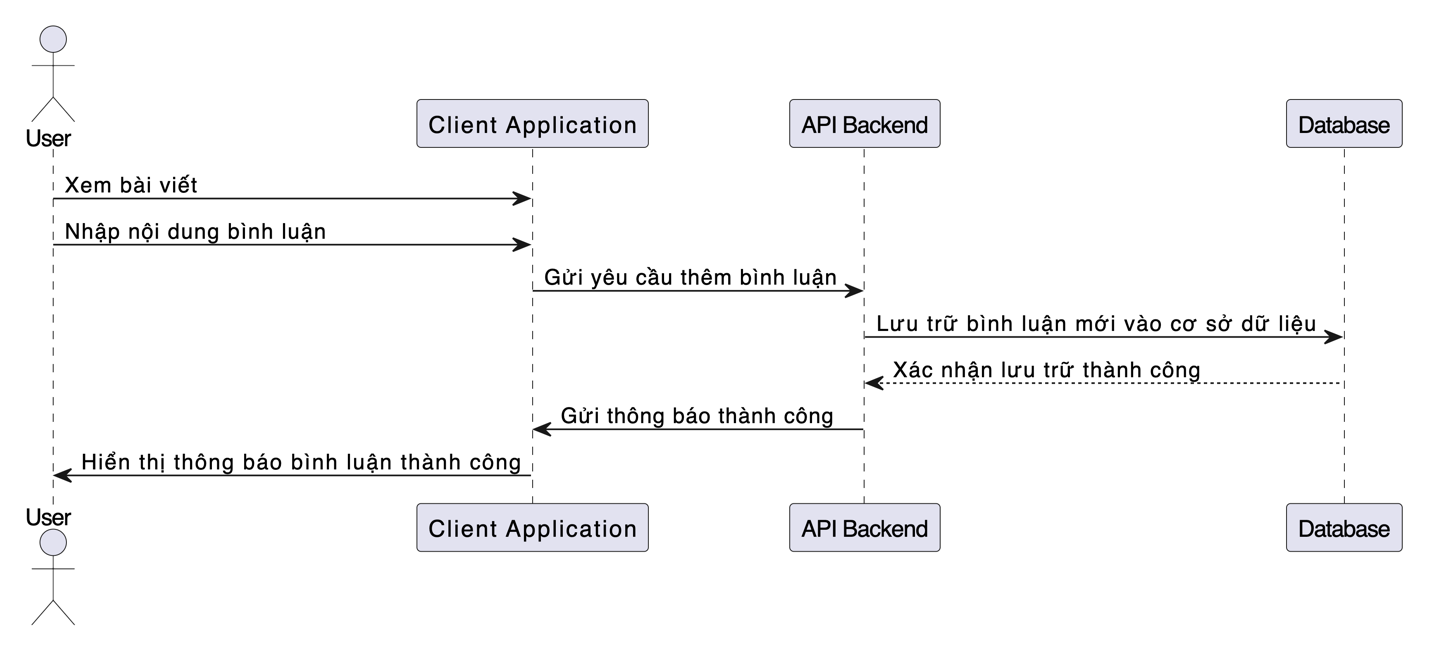 User
Client Application
API Backend
Database
Xem bài viết
Nhập nội dung bình luận
Gửi yêu cầu thêm bình luận
Lưu trữ bình luận mới vào cơ sở dữ liệu
Xác nhận lưu trữ thành công
Gửi thông báo thành công
Hiển thị thông báo bình luận thành công
User
Client Application
API Backend
Database